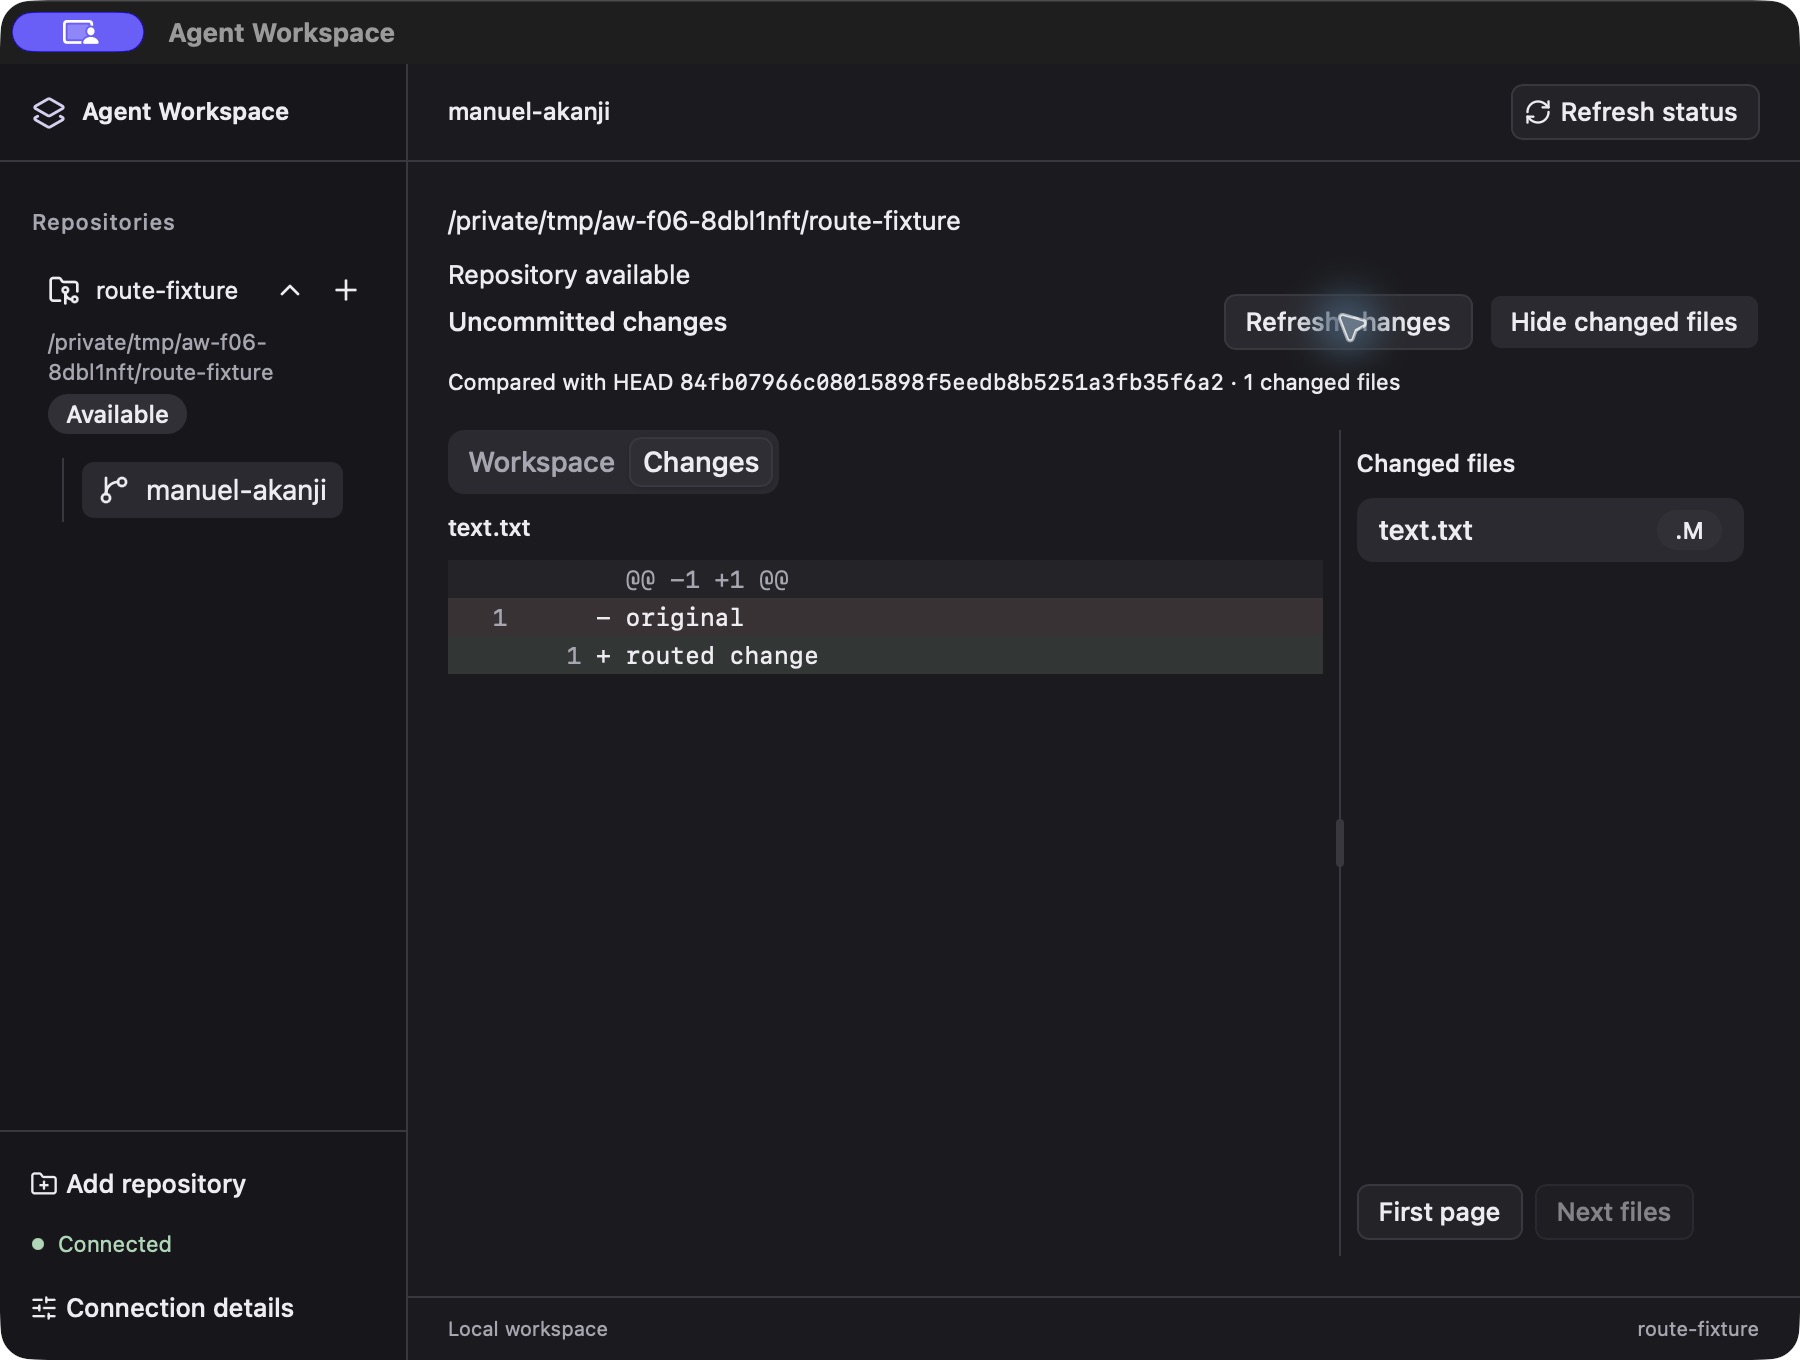 Agent Workspace
Agent Workspace
Repositories
route-fixture
/private/tmp/aw-f06-
8dbl1nft/route-fixture
Available
manuel-akanji
Add repository
Connected
Connection details
manuel-akanji
Refresh status
/private/tmp/aw-f06-8dbl1nft/route-fixture
Repository available
Uncommitted changes
Refresh changes
Hide changed files
Compared with HEAD 84fb07966c08015898f5eedb8b5251a3fb35f6a2 · 1 changed files
Workspace Changes
text.txt
@@ −1 +1 @@
1 − original
1 + routed change
Changed files
text.txt .M
First page
Next files
Local workspace
route-fixture